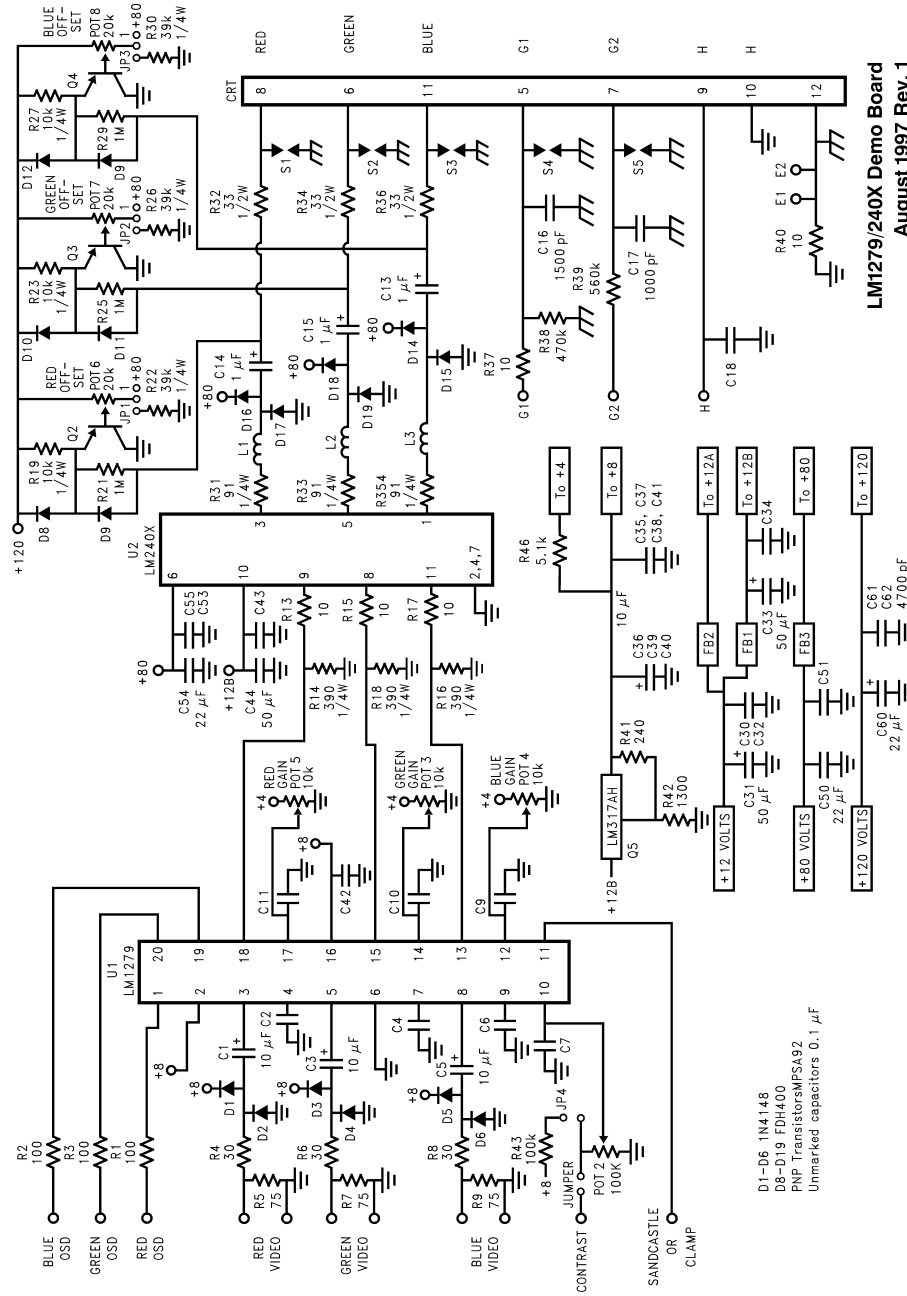 BLUE
OSD
GREEN
OSD
RED
OSD
R2
100
R3
100
R1
100
U1
LM1279
1
2
3
4
5
6
7
8
9
10
20
19
18
17
16
15
14
13
12
11
+8
RED
VIDEO
R5
75
R4
30
+8
D1
D2
C1
+
10 µF
C2
GREEN
VIDEO
R7
75
R6
30
+8
D3
D4
C3
+
10 µF
C4
BLUE
VIDEO
R9
75
R8
30
+8
D5
D6
C5
+
10 µF
C6
C7
R43
100k
+8
JP4
JUMPER
CONTRAST
POT 2
100K
SANDCASTLE
OR
CLAMP
C11
+4
RED
GAIN
POT 5
10k
+8
C42
C10
+4
GREEN
GAIN
POT 3
10k
C9
+4
BLUE
GAIN
POT 4
10k
+80
C54
22 µF
C55
C53
+12B
C44
50 µF
C43
R13
10
R14
390
1/4W
R15
10
R18
390
1/4W
R17
10
R16
390
1/4W
U2
LM240X
6
10
9
8
11
2,4,7
3
5
1
+120
D8
D9
R19
10k
1/4W
R21
1M
Q2
RED
OFF-
SET
POT6
20k
JP1
1
+80
R22
39k
1/4W
D10
D11
R23
10k
1/4W
R25
1M
Q3
GREEN
OFF-
SET
POT7
20k
JP2
1
+80
R26
39k
1/4W
D12
D9
R27
10k
1/4W
R29
1M
Q4
BLUE
OFF-
SET
POT8
20k
JP3
1
+80
R30
39k
1/4W
R31
91
1/4W
L1
+80
D16
D17
C14
1 µF
+
R32
33
1/2W
S1
R33
91
1/4W
L2
+80
D18
D19
C15
1 µF
+
R34
33
1/2W
S2
R354
91
1/4W
L3
+80
D14
D15
C13
1 µF
+
R36
33
1/2W
S3
CRT
8
6
11
5
7
9
10
12
RED
GREEN
BLUE
G1
G2
H
H
G1
R37
10
R38
470k
C16
1500 pF
S4
G2
R39
560k
C17
1000 pF
S5
H
C18
R40
10
E1
E2
+12B
LM317AH
Q5
R41
240
R42
1300
+
C36
C39
C40
10 µF
C35, C37
C38, C41
R46
5.1k
To +4
To +8
+12 VOLTS
+
C31
50 µF
C30
C32
FB2
FB1
+
C33
50 µF
C34
To +12A
To +12B
+80 VOLTS
C50
22 µF
C51
FB3
To +80
+120 VOLTS
+
C60
22 µF
C61
C62
4700 pF
To +120
D1-D6 1N4148
D8-D19 FDH400
PNP TransistorsMPSA92
Unmarked capacitors 0.1 µF
LM1279/240X Demo Board
August 1997 Rev. 1